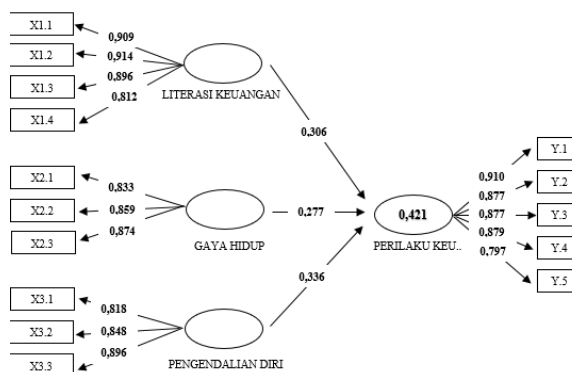 X1.1
0,909
X1.2
0,914
X1.3
0,896
X1.4
0,812
LITERASI KEUANGAN
0,306
X2.1
0,833
X2.2
0,859
X2.3
0,874
GAYA HIDUP
0,277
X3.1
0,818
X3.2
0,848
X3.3
0,896
PENGENDALIAN DIRI
0,336
0,421
PERILAKU KEU..
0,910
Y.1
0,877
Y.2
0,877
Y.3
0,879
Y.4
0,797
Y.5